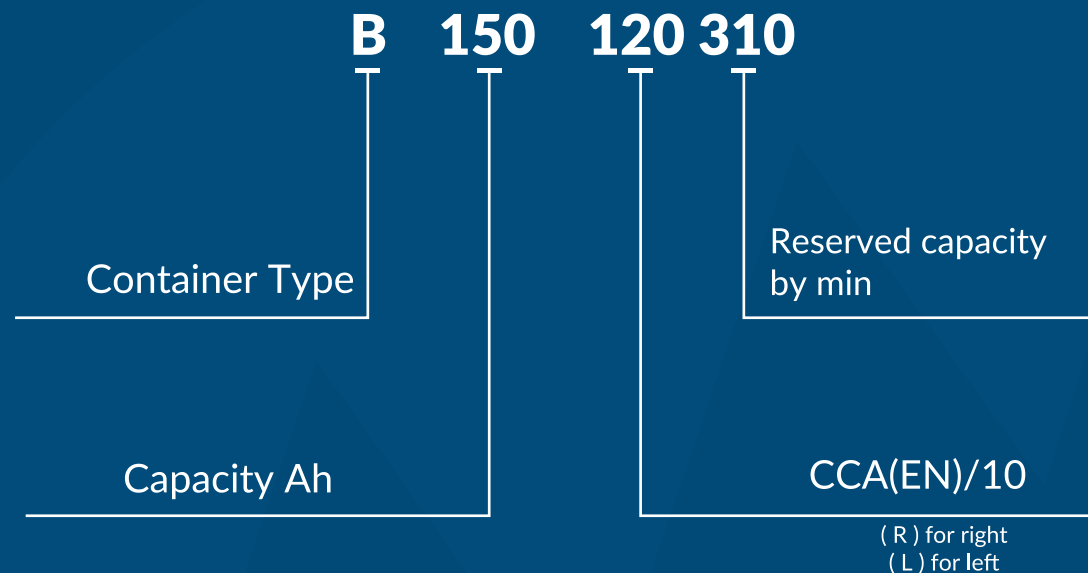 B 150 120 310
Reserved capacity
by min
Container Type
Capacity Ah
CCA(EN)/10
( R ) for right
( L ) for left